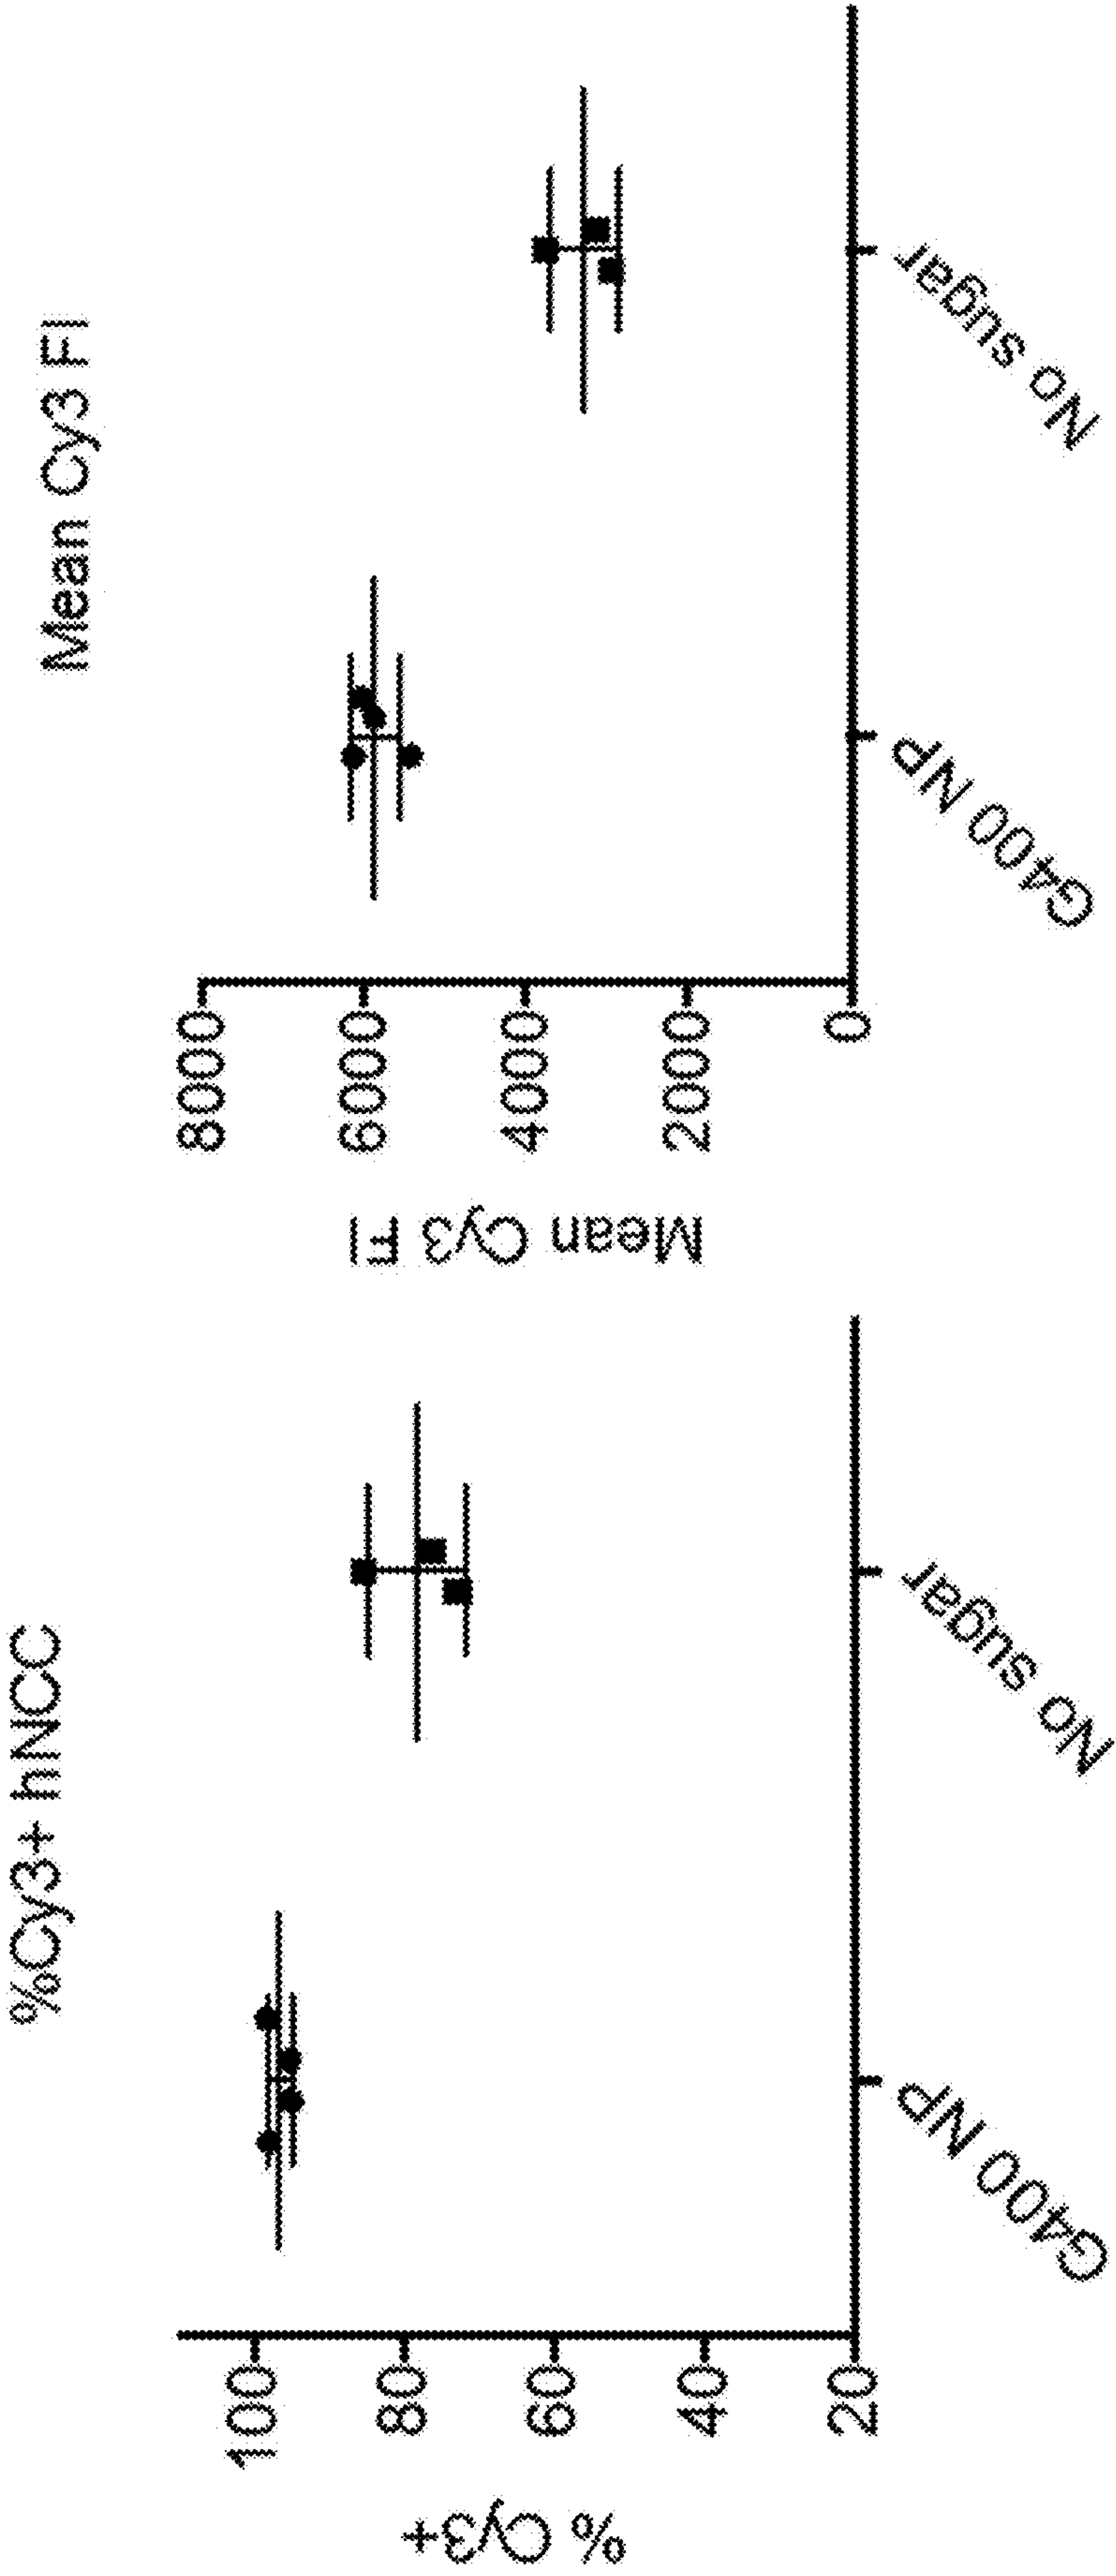 %Cy3+ hNCC
% Cy3+
100
80
60
40
20
G400 NP
No sugar
Mean Cy3 FI
Mean Cy3 FI
8000
6000
4000
2000
0
G400 NP
No sugar